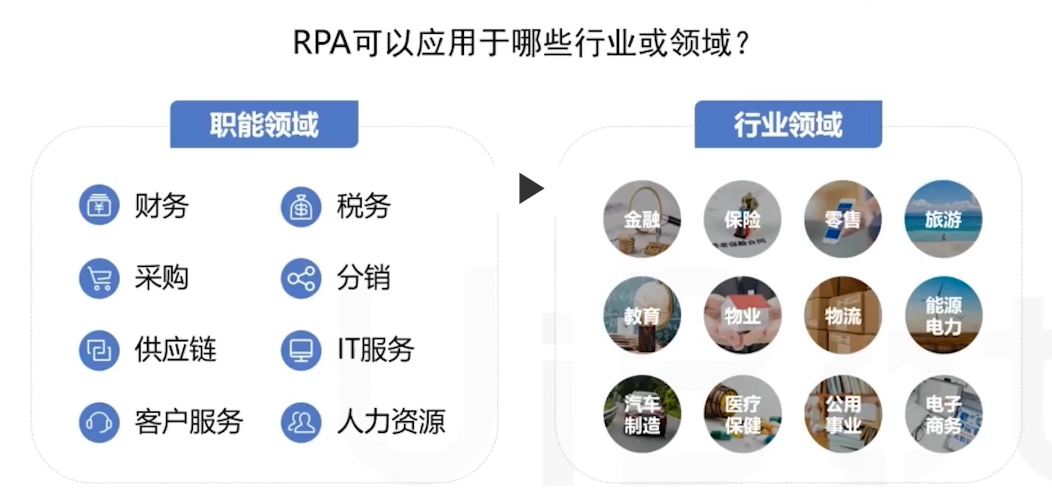 RPA可以应用于哪些行业或领域？
职能领域
财务
税务
采购
分销
供应链
IT服务
客户服务
人力资源
行业领域
金融
保险
零售
旅游
教育
物业
物流
能源
电力
汽车
制造
医疗
保健
公用
事业
电子
商务